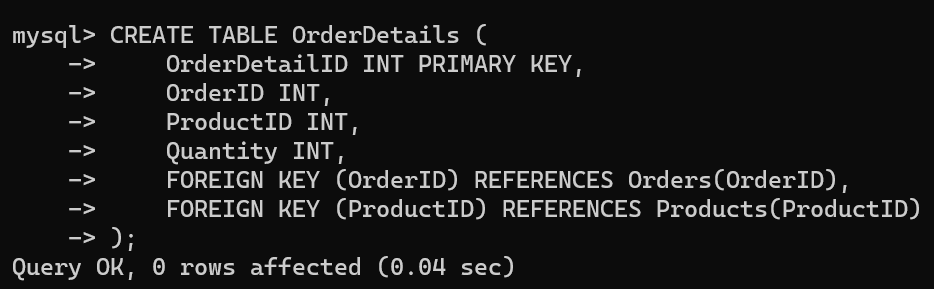 mysql> CREATE TABLE OrderDetails (
    ->     OrderDetailID INT PRIMARY KEY,
    ->     OrderID INT,
    ->     ProductID INT,
    ->     Quantity INT,
    ->     FOREIGN KEY (OrderID) REFERENCES Orders(OrderID),
    ->     FOREIGN KEY (ProductID) REFERENCES Products(ProductID)
    -> );
Query OK, 0 rows affected (0.04 sec)